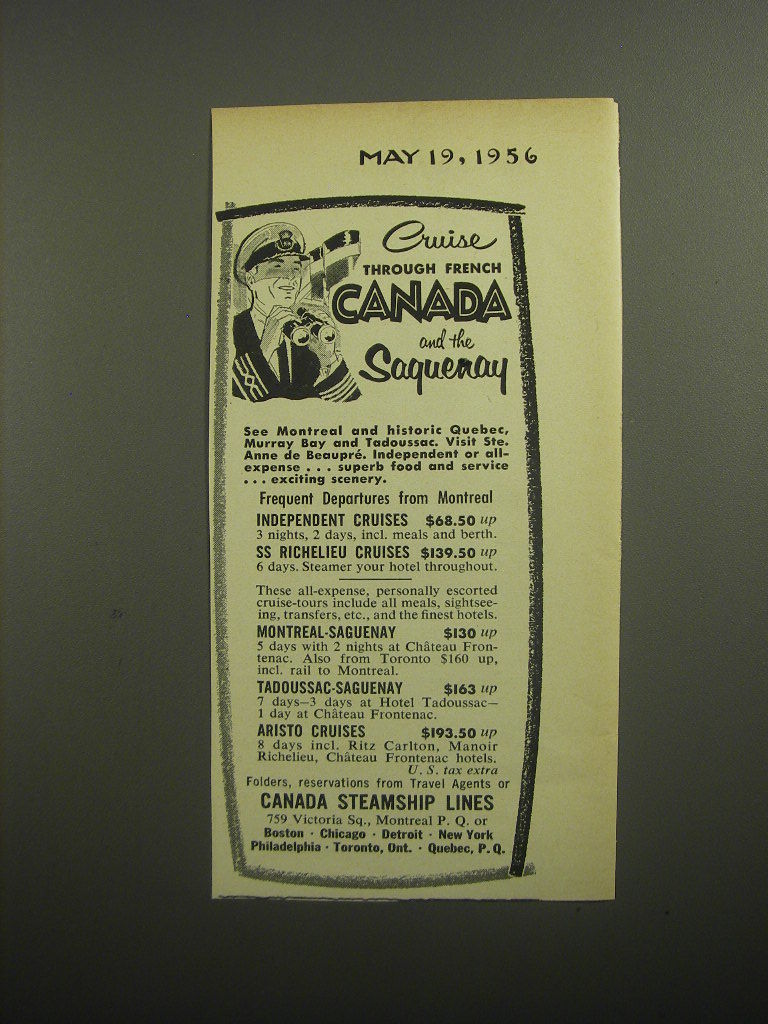 MAY 19, 1956
Cruise
THROUGH FRENCH
CANADA
and the
Saguenay
See Montreal and historic Quebec,
Murray Bay and Tadoussac. Visit Ste.
Anne de Beaupré. Independent or all-
expense . . . superb food and service
. . . exciting scenery.
Frequent Departures from Montreal
INDEPENDENT CRUISES $68.50 up
3 nights, 2 days, incl. meals and berth.
SS RICHELIEU CRUISES $139.50 up
6 days. Steamer your hotel throughout.
These all-expense, personally escorted
cruise-tours include all meals, sightsee-
ing, transfers, etc., and the finest hotels.
MONTREAL-SAGUENAY $130 up
5 days with 2 nights at Château Fron-
tenac. Also from Toronto $160 up,
incl. rail to Montreal.
TADOUSSAC-SAGUENAY $163 up
7 days—3 days at Hotel Tadoussac—
1 day at Château Frontenac.
ARISTO CRUISES $193.50 up
8 days incl. Ritz Carlton, Manoir
Richelieu, Château Frontenac hotels.
U. S. tax extra
Folders, reservations from Travel Agents or
CANADA STEAMSHIP LINES
759 Victoria Sq., Montreal P. Q. or
Boston · Chicago · Detroit · New York
Philadelphia · Toronto, Ont. · Quebec, P. Q.